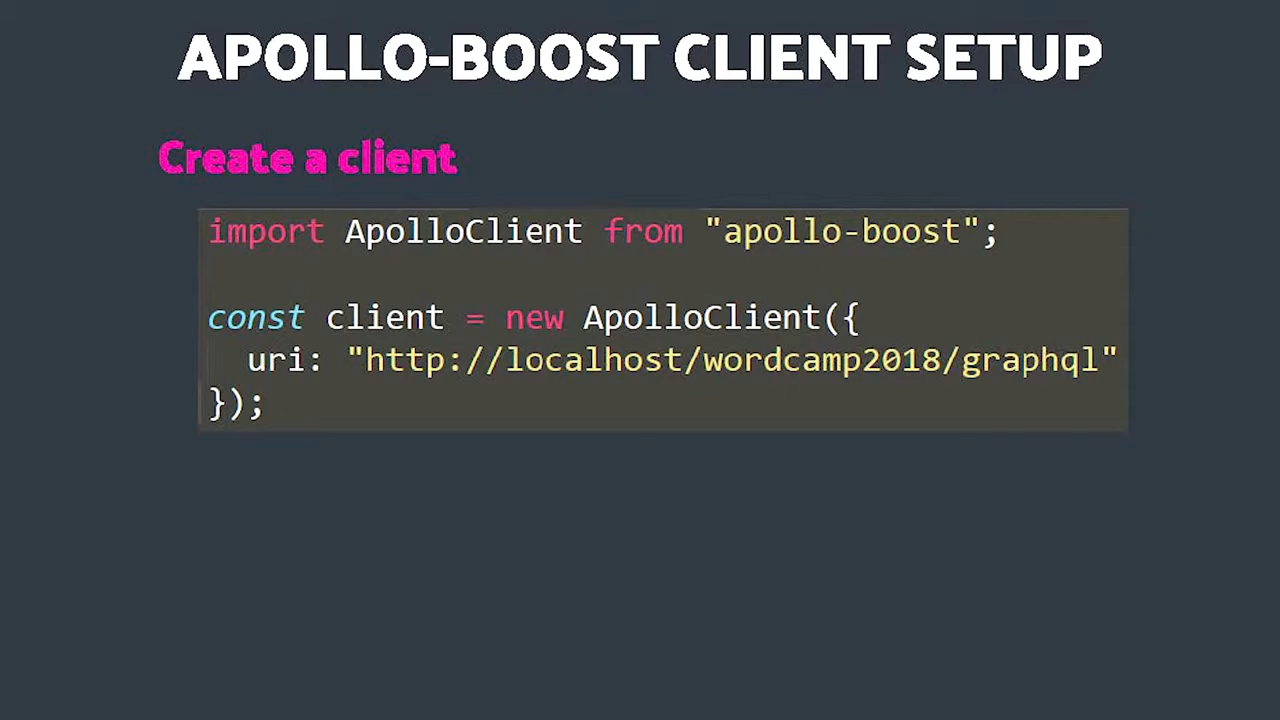 APOLLO-BOOST CLIENT SETUP
Create a client
import ApolloClient from "apollo-boost";
const client = new ApolloClient({
  uri: "http://localhost/wordcamp2018/graphql"
});